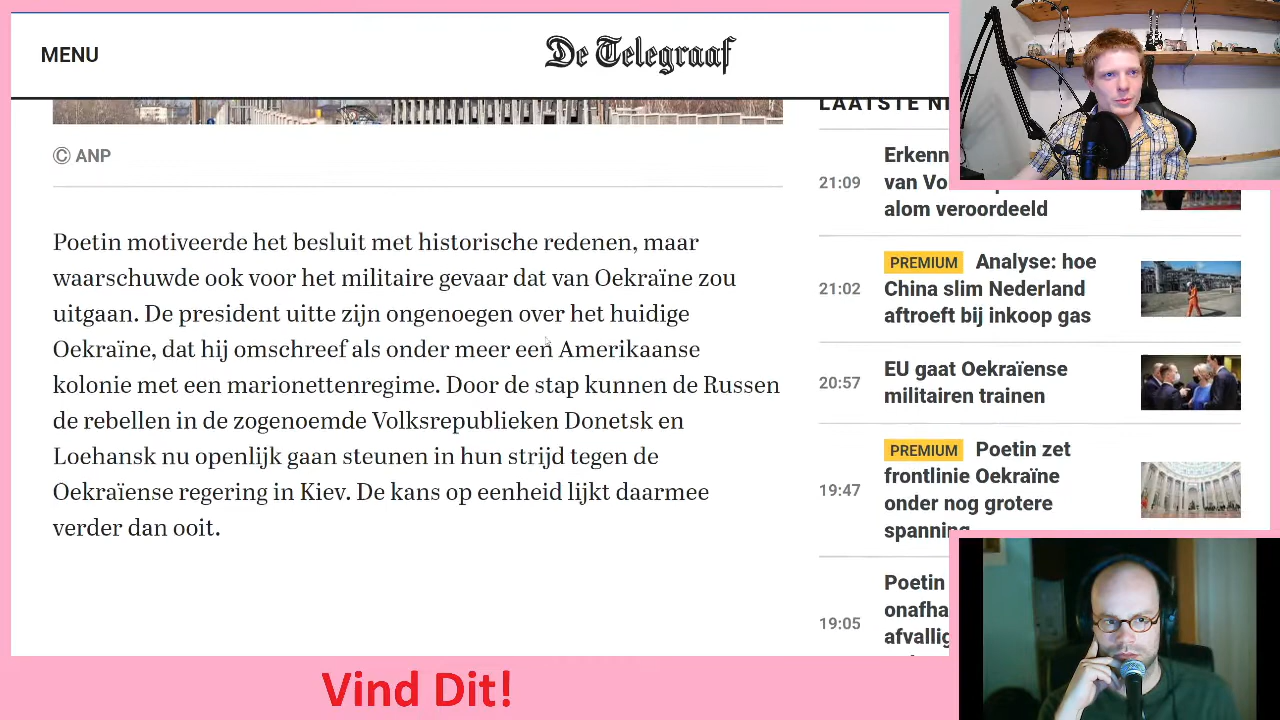 MENU
De Telegraaf
© ANP
Poetin motiveerde het besluit met historische redenen, maar
waarschuwde ook voor het militaire gevaar dat van Oekraïne zou
uitgaan. De president uitte zijn ongenoegen over het huidige
Oekraïne, dat hij omschreef als onder meer een Amerikaanse
kolonie met een marionettenregime. Door de stap kunnen de Russen
de rebellen in de zogenoemde Volksrepublieken Donetsk en
Loehansk nu openlijk gaan steunen in hun strijd tegen de
Oekraïense regering in Kiev. De kans op eenheid lijkt daarmee
verder dan ooit.
LAATSTE
21:09
van
alom veroordeeld
21:02
PREMIUM Analyse: hoe
China slim Nederland
aftroeft bij inkoop gas
20:57
EU gaat Oekraïense
militairen trainen
19:47
PREMIUM Poetin zet
frontlinie Oekraïne
onder nog grotere
spanning
19:05
Poetin
Vind Dit!